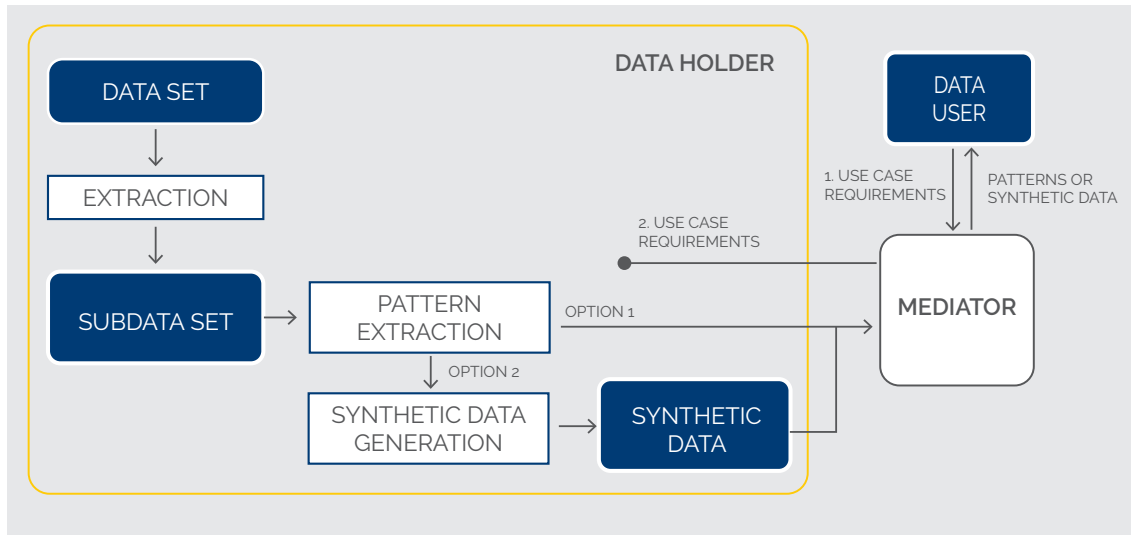 DATA HOLDER
DATA SET
EXTRACTION
SUBDATA SET
PATTERN
EXTRACTION
OPTION 1
OPTION 2
SYNTHETIC DATA
GENERATION
SYNTHETIC
DATA
2. USE CASE
REQUIREMENTS
DATA
USER
1. USE CASE
REQUIREMENTS
PATTERNS OR
SYNTHETIC DATA
MEDIATOR